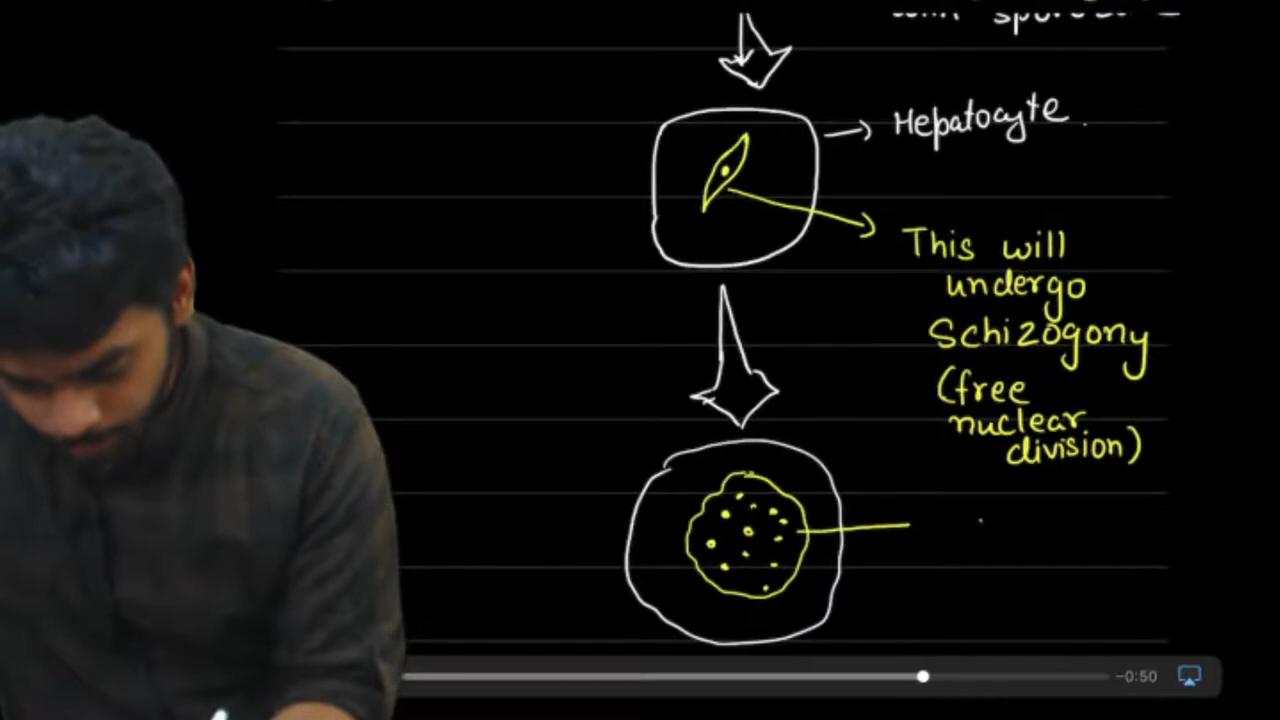 Hepatocyte
This will
undergo
Schizogony
(free
nuclear
division)
-0:50